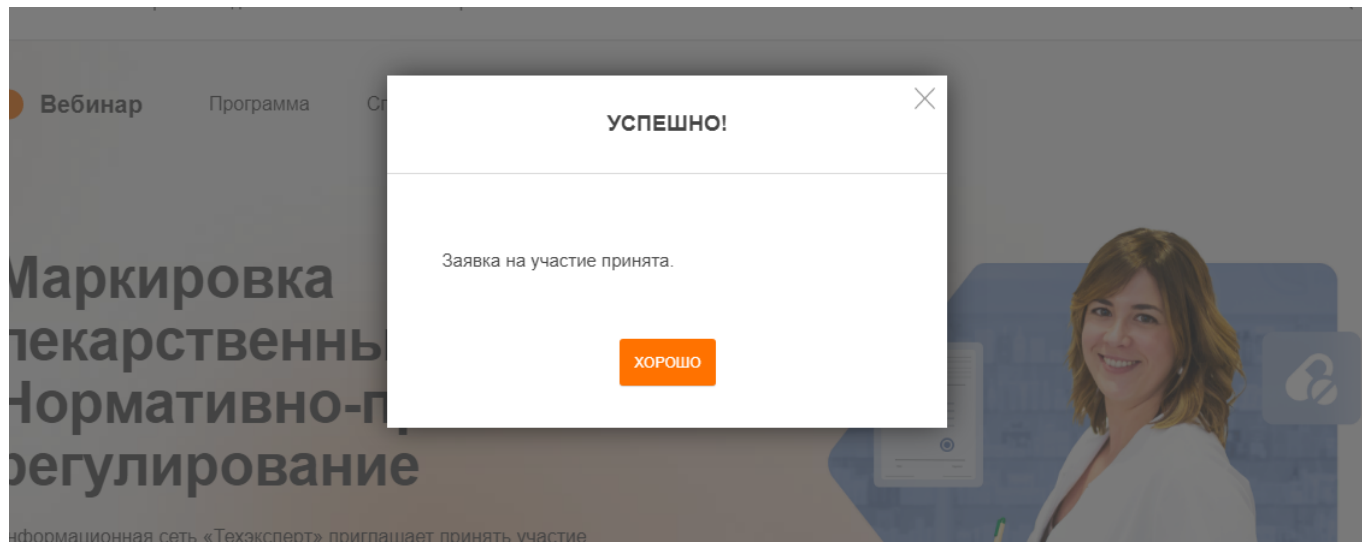 Вебинар Программа
УСПЕШНО!
Заявка на участие принята.
ХОРОШО
Маркировка
лекарственны
Нормативно-п
регулирование
нформационная сеть «Техэксперт» приглашает принять участие